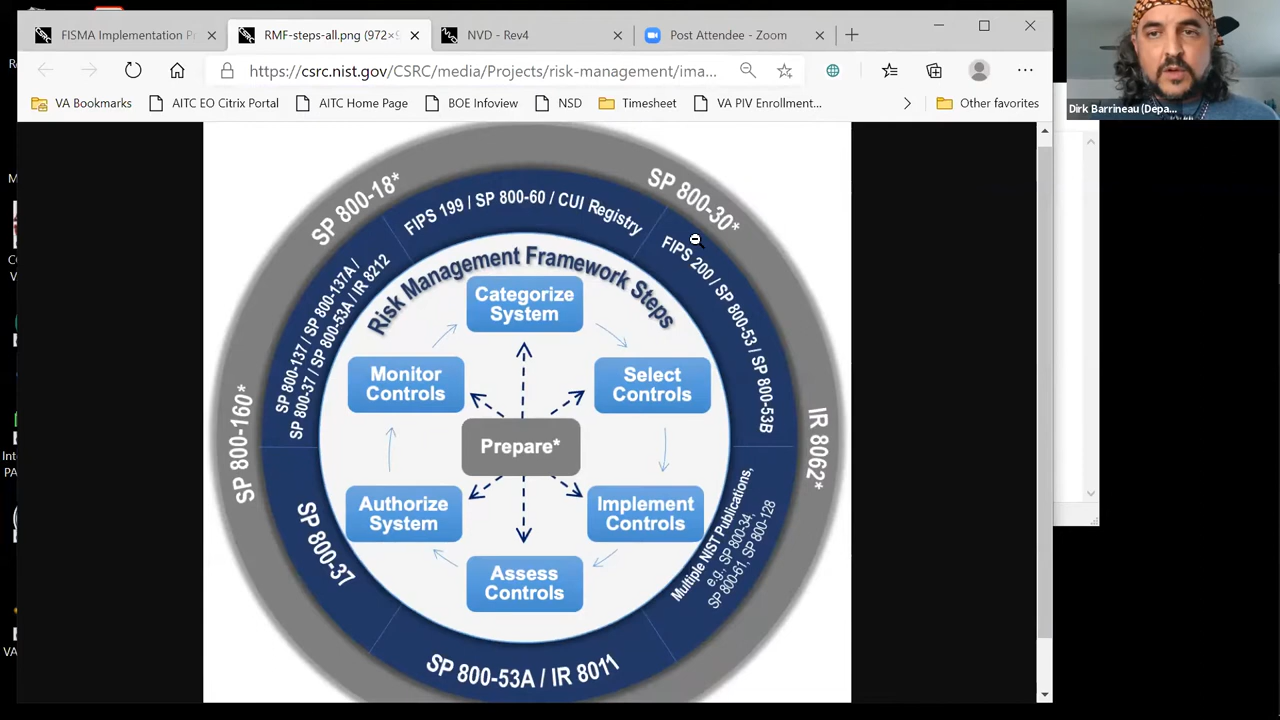 FISMA Implementation P
RMF-steps-all.png (972×9
NVD - Rev4
Post Attendee - Zoom
https://csrc.nist.gov/CSRC/media/Projects/risk-management/ima...
VA Bookmarks
AITC EO Citrix Portal
AITC Home Page
BOE Infoview
NSD
Timesheet
VA PIV Enrollment...
Other favorites
Dirk Barrineau (Depa...
SP 800-18*
SP 800-30*
FIPS 199 / SP 800-60 / CUI Registry
FIPS 200 / SP 800-53 / SP 800-53B
SP 800-137 / SP 800-137A /
SP 800-37 / SP 800-53A / IR 8212
Risk Management Framework Steps
Categorize
System
Monitor
Controls
Select
Controls
SP 800-160*
Prepare*
IR 8062*
Authorize
System
Implement
Controls
SP 800-37
Multiple NIST Publications,
e.g., SP 800-34,
SP 800-61, SP 800-128
Assess
Controls
SP 800-53A / IR 8011